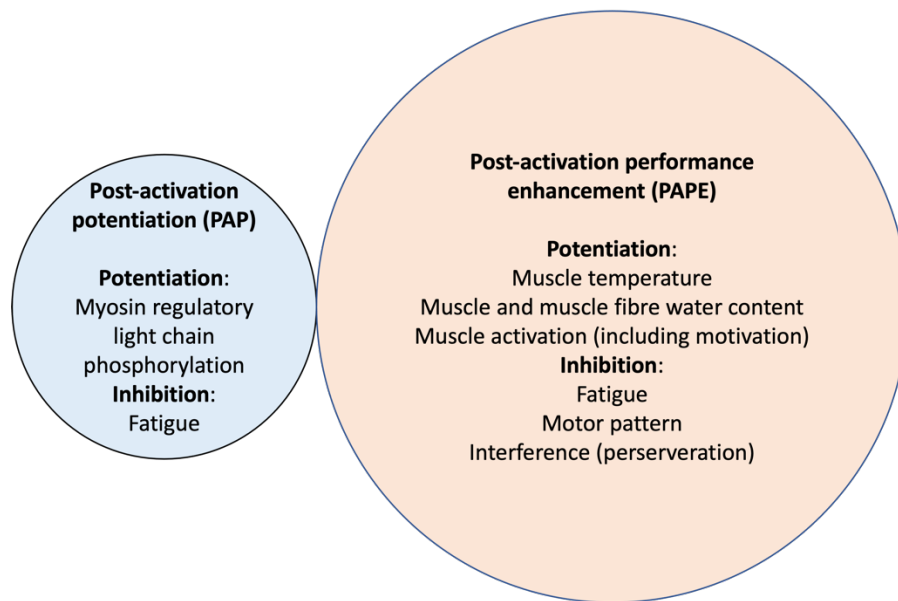 Post-activation
potentiation (PAP)
Potentiation:
Myosin regulatory
light chain
phosphorylation
Inhibition:
Fatigue
Post-activation performance
enhancement (PAPE)
Potentiation:
Muscle temperature
Muscle and muscle fibre water content
Muscle activation (including motivation)
Inhibition:
Fatigue
Motor pattern
Interference (perserveration)